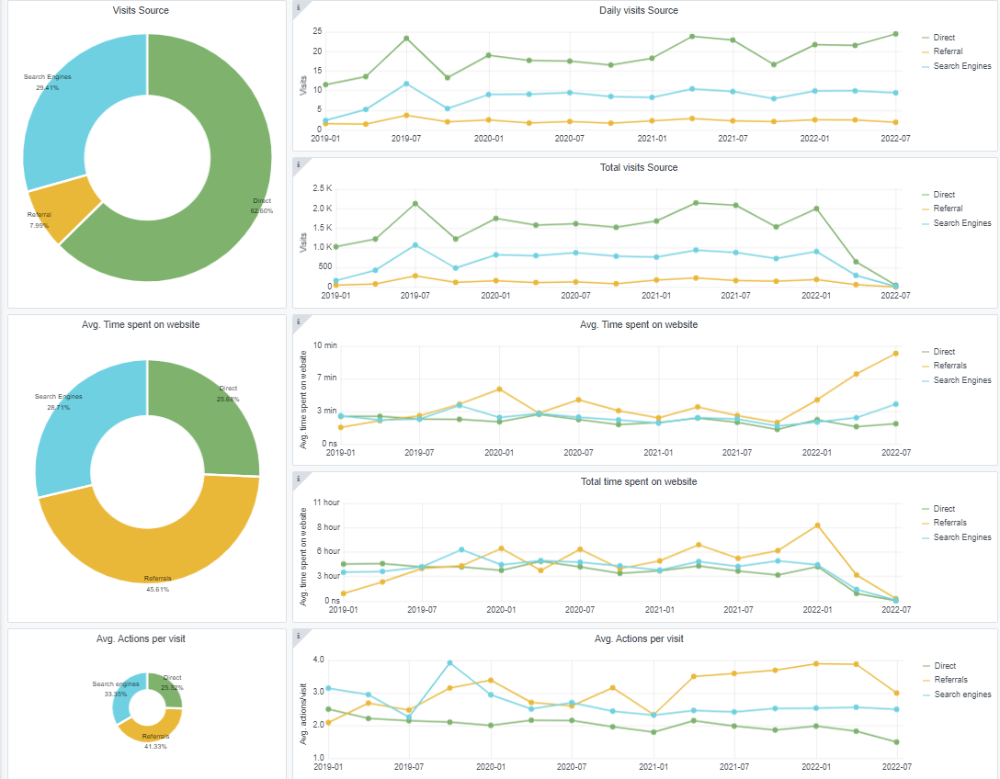 Visits Source
Search Engines
29.41%
Direct
62.60%
Referral
7.99%
i
Daily visits Source
Visits
25
20
15
10
5
0
2019-01
2019-07
2020-01
2020-07
2021-01
2021-07
2022-01
2022-07
Direct
Referral
Search Engines
i
Total visits Source
Visits
2.5 K
2.0 K
1.5 K
1.0 K
500
0
2019-01
2019-07
2020-01
2020-07
2021-01
2021-07
2022-01
2022-07
Direct
Referral
Search Engines
Avg. Time spent on website
Direct
25.68%
Search Engines
28.71%
Referrals
45.61%
i
Avg. Time spent on website
Avg. time spent on website
10 min
7 min
3 min
0 ns
2019-01
2019-07
2020-01
2020-07
2021-01
2021-07
2022-01
2022-07
Direct
Referrals
Search Engines
i
Total time spent on website
Avg. time spent on website
11 hour
8 hour
6 hour
3 hour
0 ns
2019-01
2019-07
2020-01
2020-07
2021-01
2021-07
2022-01
2022-07
Direct
Referrals
Search Engines
Avg. Actions per visit
Direct
25.32%
Search engines
33.35%
Referrals
41.33%
i
Avg. Actions per visit
Avg. actions/visit
4.0
3.0
2.0
1.0
2019-01
2019-07
2020-01
2020-07
2021-01
2021-07
2022-01
2022-07
Direct
Referrals
Search engines